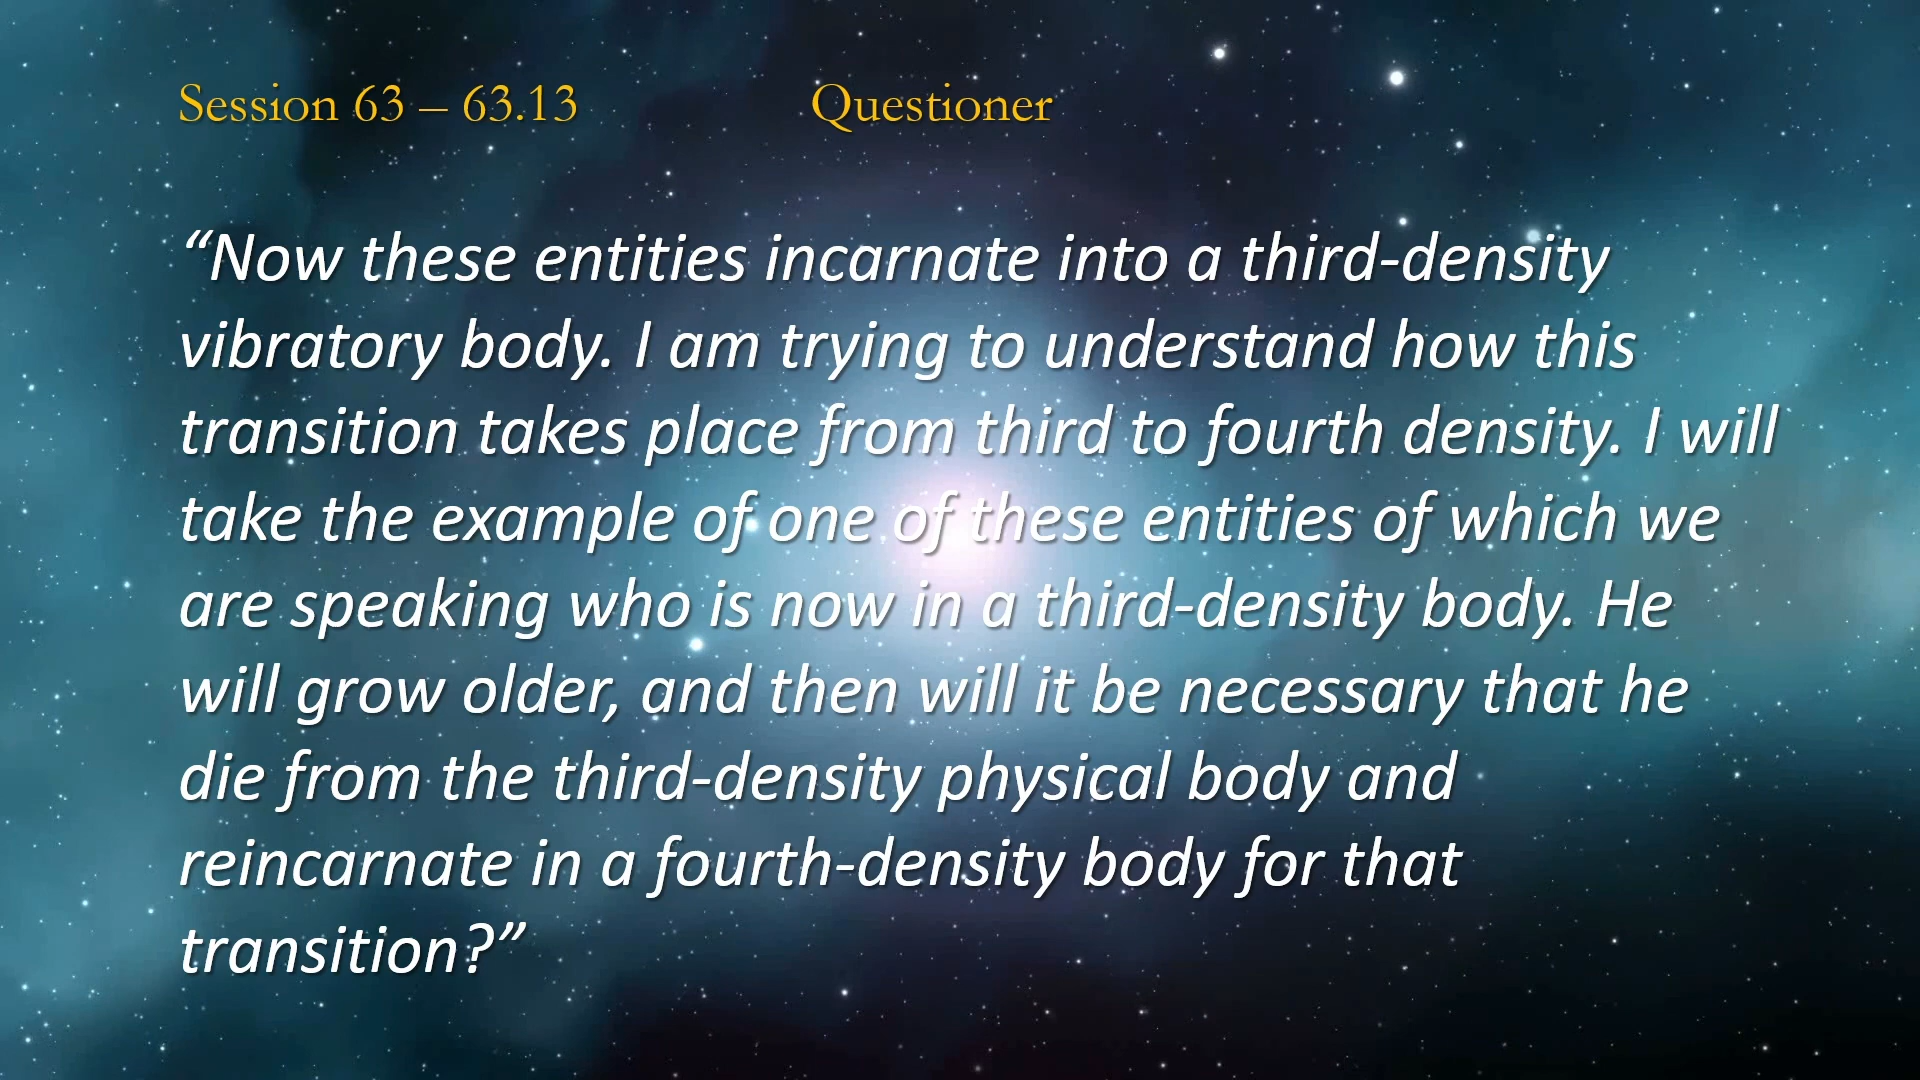 Session 63 – 63.13 Questioner
“Now these entities incarnate into a third-density
vibratory body. I am trying to understand how this
transition takes place from third to fourth density. I will
take the example of one of these entities of which we
are speaking who is now in a third-density body. He
will grow older, and then will it be necessary that he
die from the third-density physical body and
reincarnate in a fourth-density body for that
transition?”